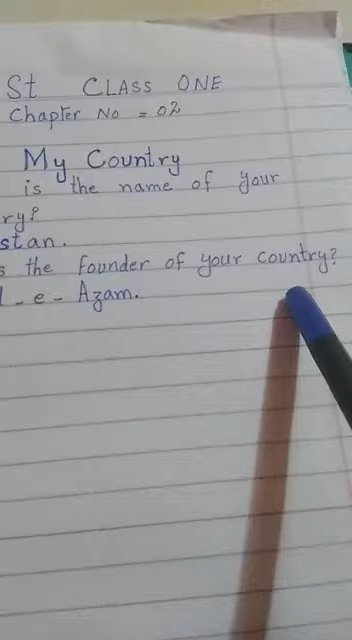 St CLASS ONE
Chapter No = 02
My Country
is the name of your
ry?
stan.
s the founder of your country?
l - e - Azam.